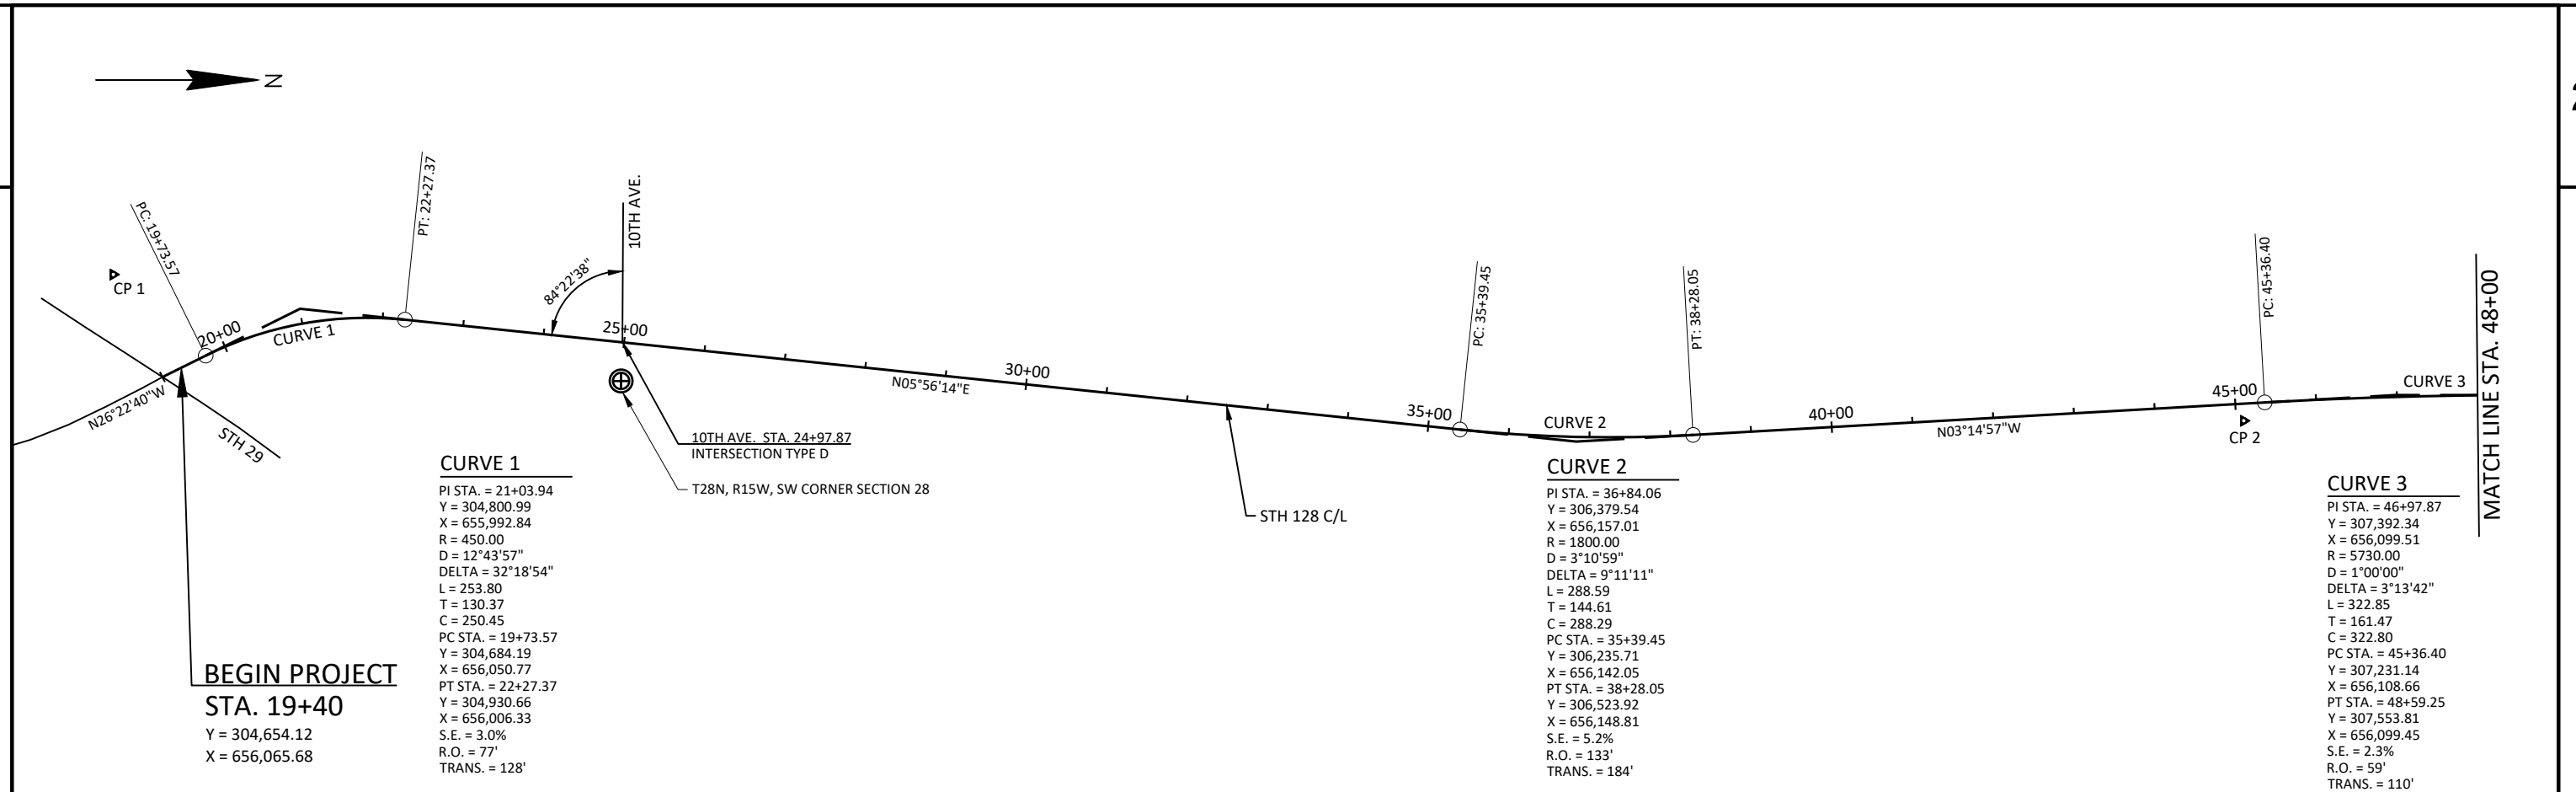 N
2
PC: 19+73.57
PT: 22+27.37
10TH AVE.
84°22'38"
CP 1
20+00
CURVE 1
25+00
N26°22'40"W
STH 29
N05°56'14"E
30+00
35+00
PC: 35+39.45
CURVE 2
PT: 38+28.05
40+00
N03°14'57"W
45+00
PC: 45+36.40
CP 2
CURVE 3
MATCH LINE STA. 48+00
10TH AVE. STA. 24+97.87
INTERSECTION TYPE D
T28N, R15W, SW CORNER SECTION 28
STH 128 C/L
BEGIN PROJECT
STA. 19+40
Y = 304,654.12
X = 656,065.68
CURVE 1
PI STA. = 21+03.94
Y = 304,800.99
X = 655,992.84
R = 450.00
D = 12°43'57"
DELTA = 32°18'54"
L = 253.80
T = 130.37
C = 250.45
PC STA. = 19+73.57
Y = 304,684.19
X = 656,050.77
PT STA. = 22+27.37
Y = 304,930.66
X = 656,006.33
S.E. = 3.0%
R.O. = 77'
TRANS. = 128'
CURVE 2
PI STA. = 36+84.06
Y = 306,379.54
X = 656,157.01
R = 1800.00
D = 3°10'59"
DELTA = 9°11'11"
L = 288.59
T = 144.61
C = 288.29
PC STA. = 35+39.45
Y = 306,235.71
X = 656,142.05
PT STA. = 38+28.05
Y = 306,523.92
X = 656,148.81
S.E. = 5.2%
R.O. = 133'
TRANS. = 184'
CURVE 3
PI STA. = 46+97.87
Y = 307,392.34
X = 656,099.51
R = 5730.00
D = 1°00'00"
DELTA = 3°13'42"
L = 322.85
T = 161.47
C = 322.80
PC STA. = 45+36.40
Y = 307,231.14
X = 656,108.66
PT STA. = 48+59.25
Y = 307,553.81
X = 656,099.45
S.E. = 2.3%
R.O. = 59'
TRANS. = 110'